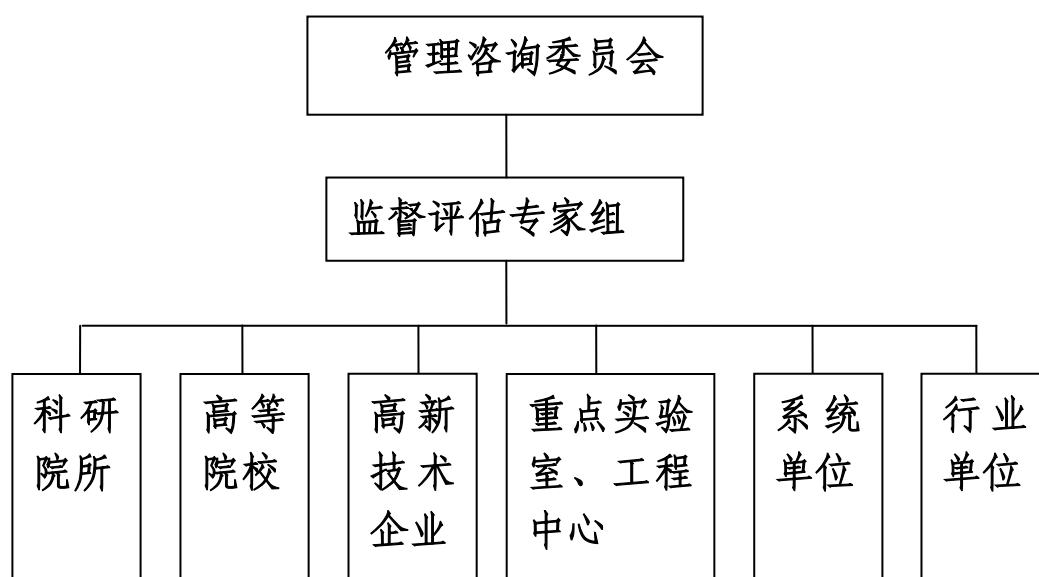 管理咨询委员会
监督评估专家组
科研
院所
高等
院校
高新
技术
企业
重点实验
室、工程
中心
系统
单位
行业
单位